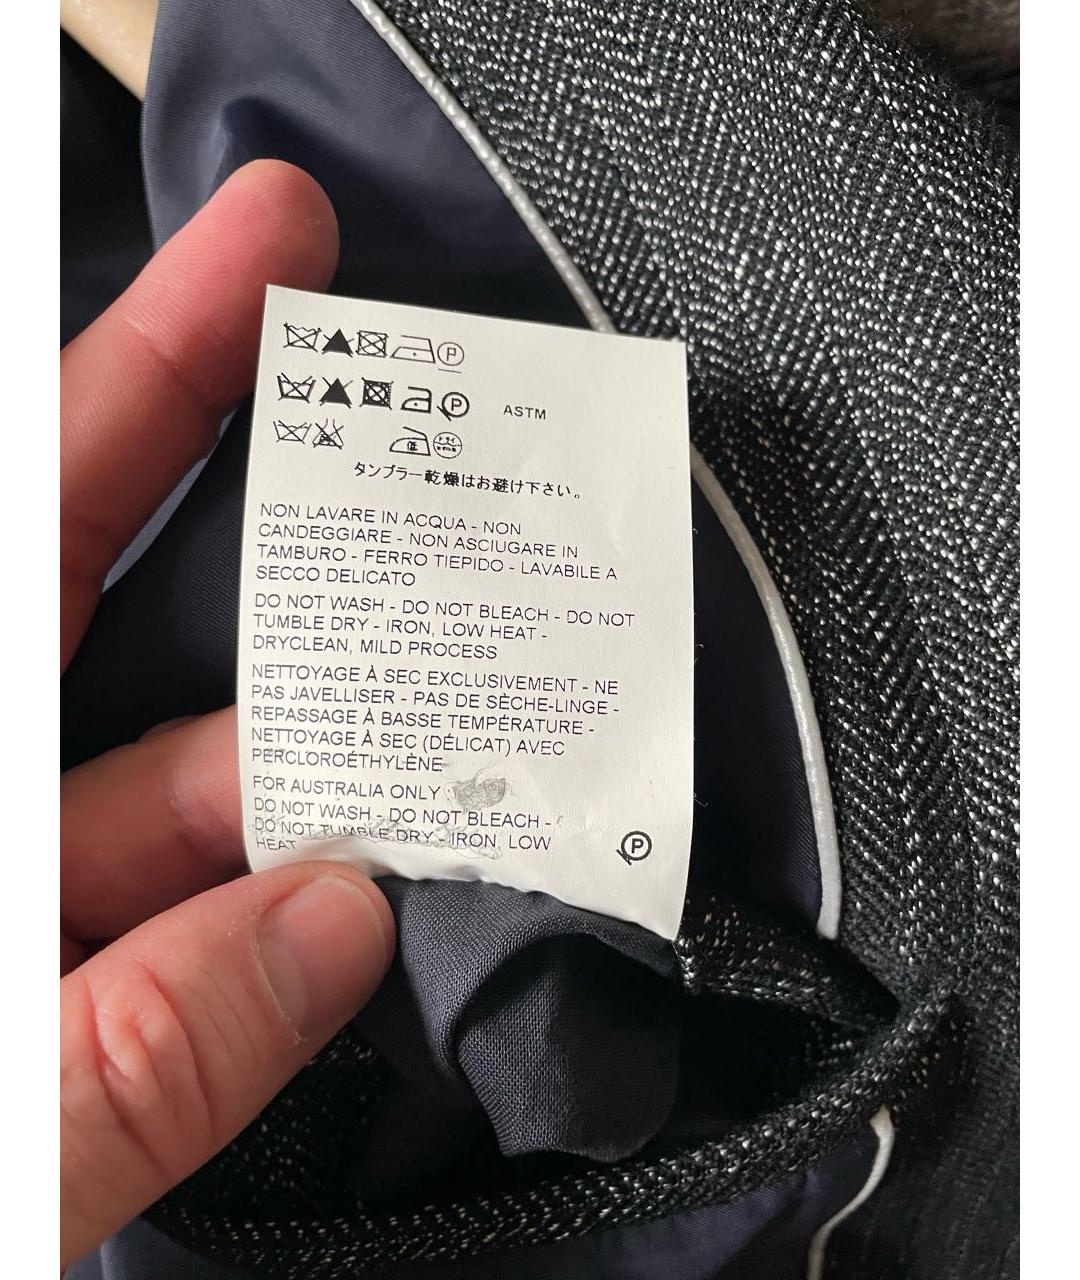 P
P ASTM
低 ドライ
タンブラー乾燥はお避け下さい。
NON LAVARE IN ACQUA - NON
CANDEGGIARE - NON ASCIUGARE IN
TAMBURO - FERRO TIEPIDO - LAVABILE A
SECCO DELICATO
DO NOT WASH - DO NOT BLEACH - DO NOT
TUMBLE DRY - IRON, LOW HEAT -
DRYCLEAN, MILD PROCESS
NETTOYAGE À SEC EXCLUSIVEMENT - NE
PAS JAVELLISER - PAS DE SÈCHE-LINGE -
REPASSAGE À BASSE TEMPÉRATURE -
NETTOYAGE À SEC (DÉLICAT) AVEC
PERCLOROÉTHYLÈNE
FOR AUSTRALIA ONLY
DO NOT WASH - DO NOT BLEACH -
DO NOT TUMBLE DRY - IRON, LOW
HEAT
P